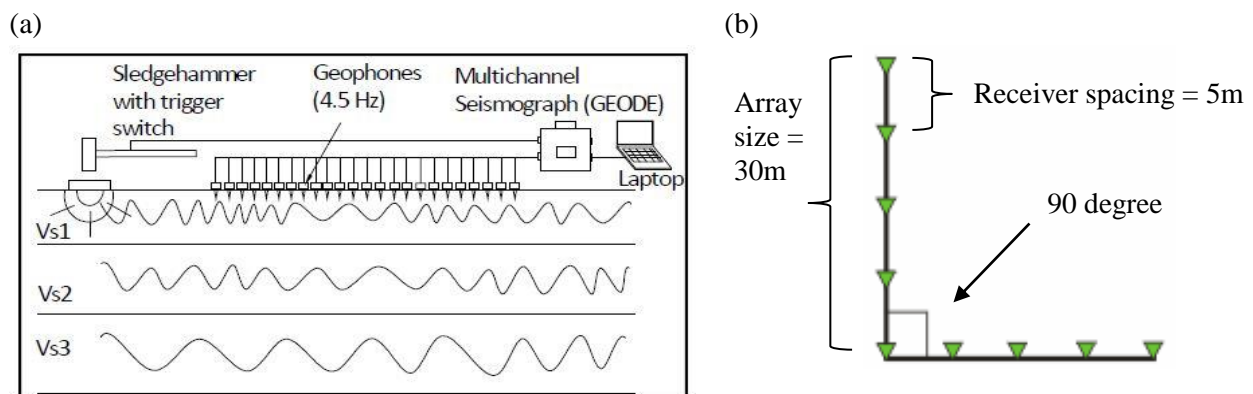 (a)
Sledgehammer
with trigger
switch
Geophones
(4.5 Hz)
Multichannel
Seismograph (GEODE)
Laptop
Vs1
Vs2
Vs3
(b)
Array
size =
30m
Receiver spacing = 5m
90 degree